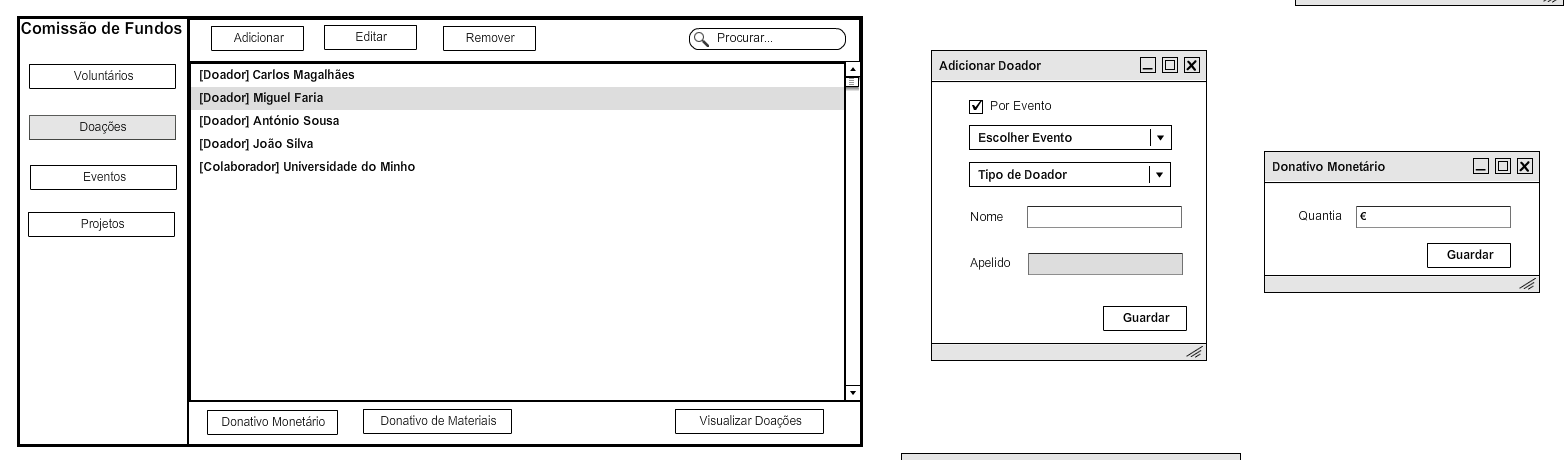 Comissão de Fundos
Voluntários
Doações
Eventos
Projetos
Adicionar
Editar
Remover
Procurar...
[Doador] Carlos Magalhães
[Doador] Miguel Faria
[Doador] António Sousa
[Doador] João Silva
[Colaborador] Universidade do Minho
Donativo Monetário
Donativo de Materiais
Visualizar Doações
Adicionar Doador
Por Evento
Escolher Evento
Tipo de Doador
Nome
Apelido
Guardar
Donativo Monetário
Quantia €
Guardar